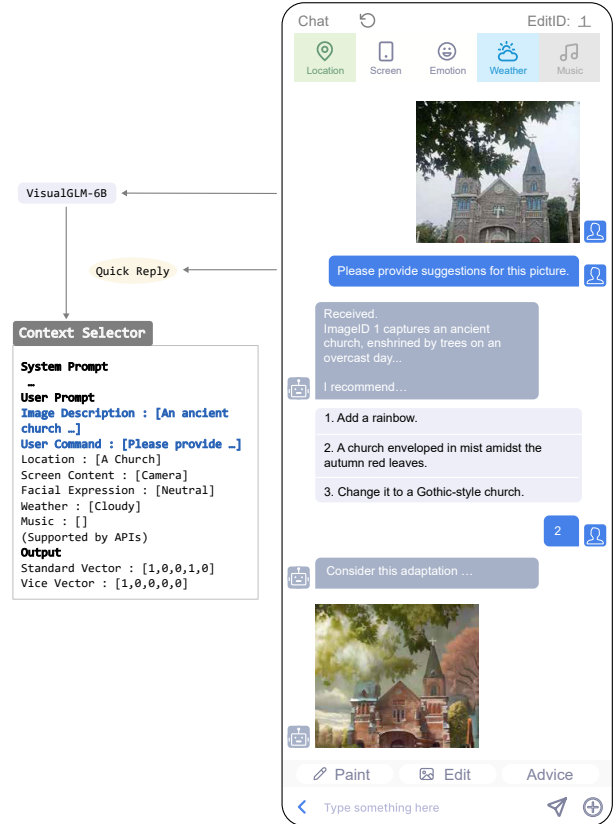 Chat
EditID: 1
Location
Screen
Emotion
Weather
Music
VisualGLM-6B
Quick Reply
Please provide suggestions for this picture.
Context Selector
Received.
ImageID 1 captures an ancient
church, enshrined by trees on an
overcast day...
I recommend…
System Prompt
…
User Prompt
Image Description : [An ancient
church …]
User Command : [Please provide …]
Location : [A Church]
Screen Content : [Camera]
Facial Expression : [Neutral]
Weather : [Cloudy]
Music : []
(Supported by APIs)
Output
Standard Vector : [1,0,0,1,0]
Vice Vector : [1,0,0,0,0]
1. Add a rainbow.
2. A church enveloped in mist amidst the
autumn red leaves.
3. Change it to a Gothic-style church.
2
Consider this adaptation …
Paint
Edit
Advice
Type something here